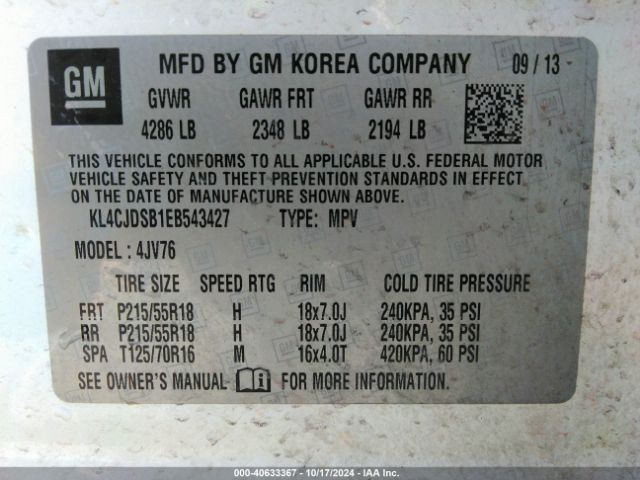 GM
MFD BY GM KOREA COMPANY 09 / 13
GVWR GAWR FRT GAWR RR
4286 LB 2348 LB 2194 LB
THIS VEHICLE CONFORMS TO ALL APPLICABLE U.S. FEDERAL MOTOR
VEHICLE SAFETY AND THEFT PREVENTION STANDARDS IN EFFECT
ON THE DATE OF MANUFACTURE SHOWN ABOVE.
KL4CJDSB1EB543427 TYPE: MPV
MODEL : 4JV76
TIRE SIZE SPEED RTG RIM COLD TIRE PRESSURE
FRT P215/55R18 H 18x7.0J 240KPA, 35 PSI
RR P215/55R18 H 18x7.0J 240KPA, 35 PSI
SPA T125/70R16 M 16x4.0T 420KPA, 60 PSI
SEE OWNER'S MANUAL FOR MORE INFORMATION.
000-40633367 - 10/17/2024 - IAA Inc.